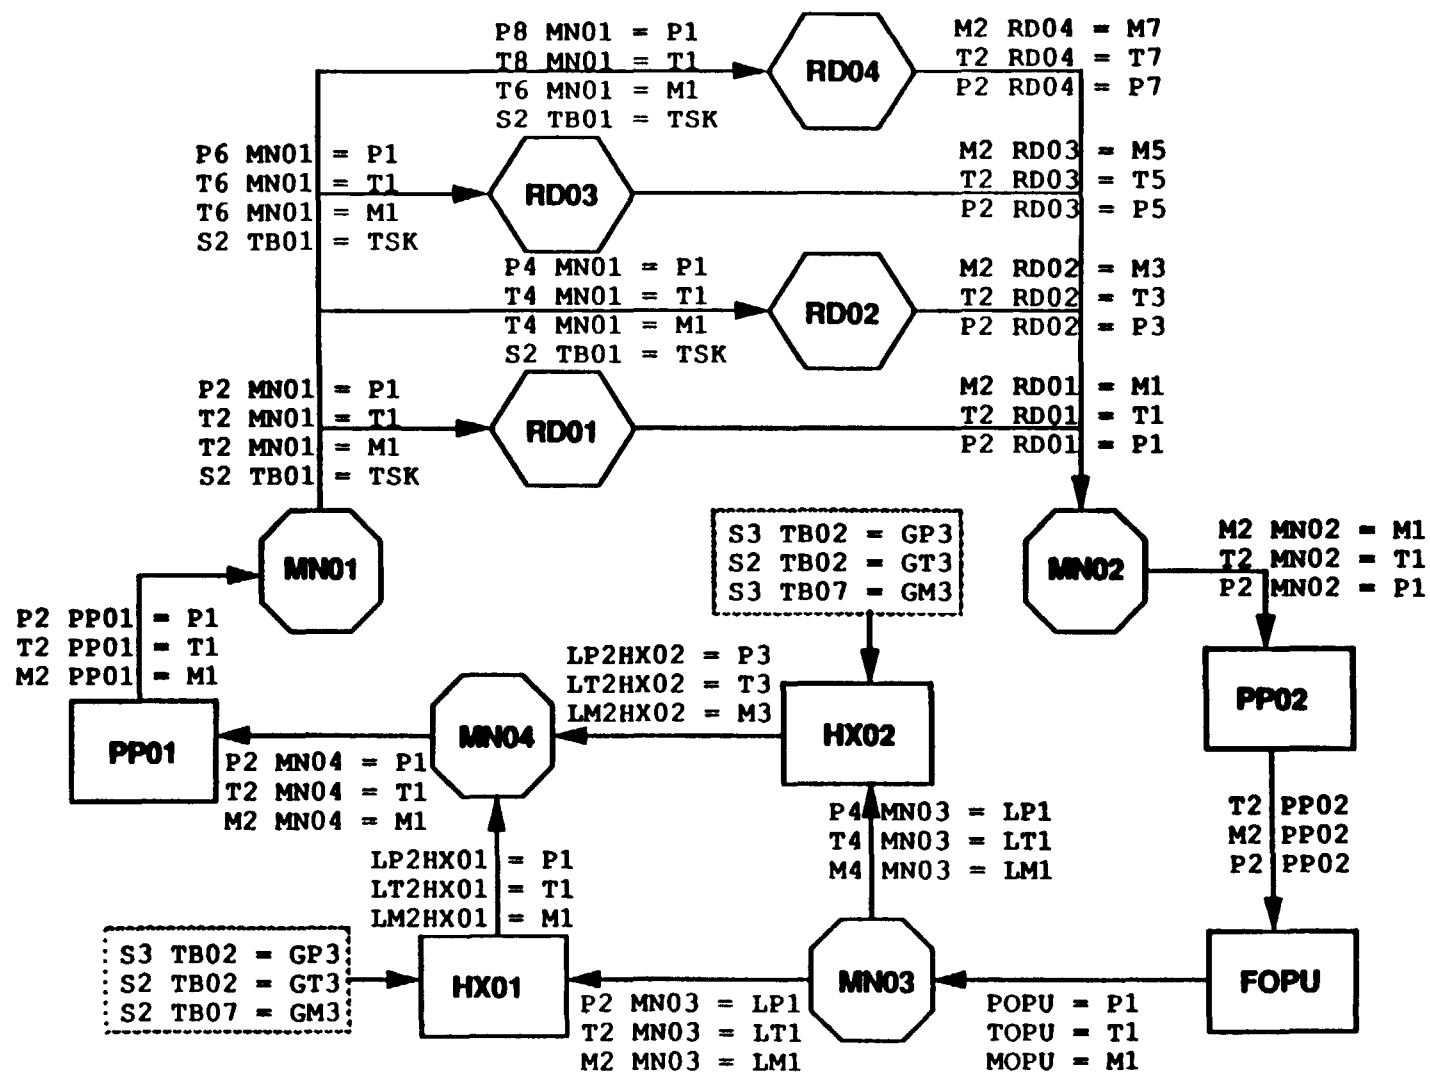 P8 MN01 = P1
T8 MN01 = T1
T6 MN01 = M1
S2 TB01 = TSK
RD04
M2 RD04 = M7
T2 RD04 = T7
P2 RD04 = P7
P6 MN01 = P1
T6 MN01 = T1
T6 MN01 = M1
S2 TB01 = TSK
RD03
M2 RD03 = M5
T2 RD03 = T5
P2 RD03 = P5
P4 MN01 = P1
T4 MN01 = T1
T4 MN01 = M1
S2 TB01 = TSK
RD02
M2 RD02 = M3
T2 RD02 = T3
P2 RD02 = P3
P2 MN01 = P1
T2 MN01 = T1
T2 MN01 = M1
S2 TB01 = TSK
RD01
M2 RD01 = M1
T2 RD01 = T1
P2 RD01 = P1
MN01
S3 TB02 = GP3
S2 TB02 = GT3
S3 TB07 = GM3
MN02
M2 MN02 = M1
T2 MN02 = T1
P2 MN02 = P1
P2 PP01 = P1
T2 PP01 = T1
M2 PP01 = M1
LP2HX02 = P3
LT2HX02 = T3
LM2HX02 = M3
PP02
PP01
MN04
HX02
P2 MN04 = P1
T2 MN04 = T1
M2 MN04 = M1
P4 MN03 = LP1
T4 MN03 = LT1
M4 MN03 = LM1
T2 PP02
M2 PP02
P2 PP02
LP2HX01 = P1
LT2HX01 = T1
LM2HX01 = M1
S3 TB02 = GP3
S2 TB02 = GT3
S2 TB07 = GM3
HX01
MN03
FOPU
P2 MN03 = LP1
T2 MN03 = LT1
M2 MN03 = LM1
POPU = P1
TOPU = T1
MOPU = M1